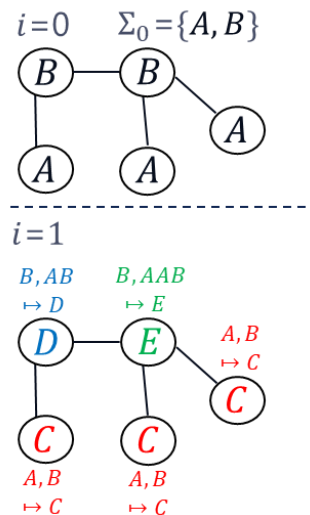 i=0 Σ₀={A,B}
B B
A
A A
i=1
B,AB B,AAB
↦ D ↦ E
A,B
↦ C
D E
C
C C
A,B A,B
↦ C ↦ C